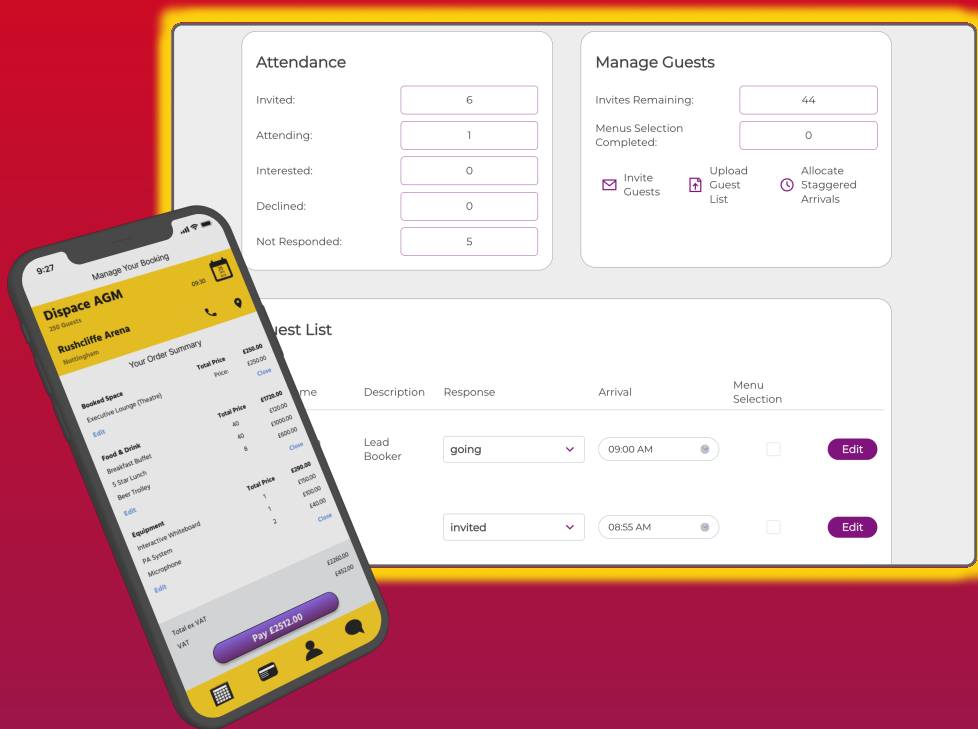 Attendance
Invited:
6
Attending:
1
Interested:
0
Declined:
0
Not Responded:
5
Manage Guests
Invites Remaining:
44
Menus Selection
Completed:
0
Invite
Guests
Upload
Guest
List
Allocate
Staggered
Arrivals
uest List
me
Description
Response
Arrival
Menu
Selection
Lead
Booker
going
09:00 AM
Edit
invited
08:55 AM
Edit
9:27
Manage Your Booking
Dispace AGM
09:30
250 Guests
Rushcliffe Arena
Nottingham
Your Order Summary
Booked Space
Total Price £250.00
Executive Lounge (Theatre)
Price: £250.00
Edit
Close
Food & Drink
Total Price £1720.00
Breakfast Buffet 40 £120.00
5 Star Lunch 40 £1000.00
Beer Trolley 8 £600.00
Edit
Close
Equipment
Total Price £290.00
Interactive Whiteboard 1 £150.00
PA System 1 £100.00
Microphone 2 £40.00
Edit
Close
Total ex VAT £2260.00
VAT £452.00
Pay £2512.00